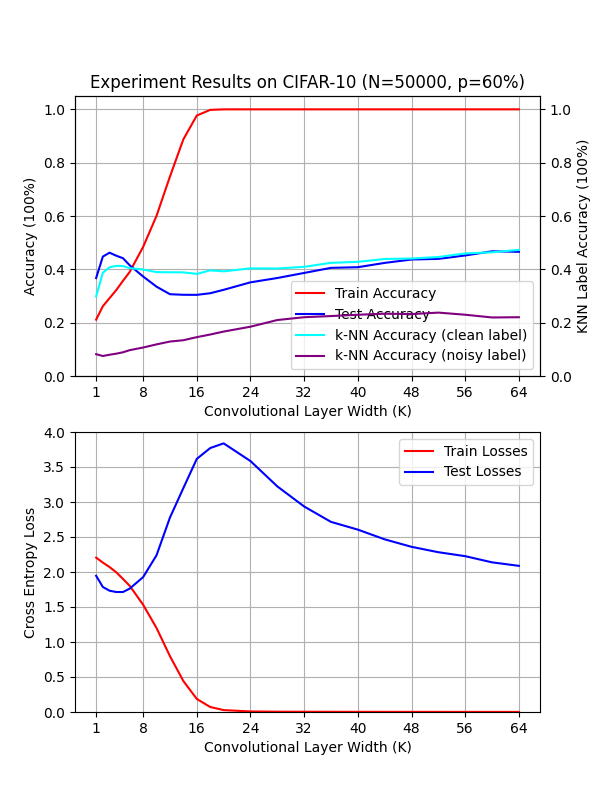 Experiment Results on CIFAR-10 (N=50000, p=60%)
1.0
0.8
0.6
0.4
0.2
0.0
Accuracy (100%)
1.0
0.8
0.6
0.4
0.2
0.0
KNN Label Accuracy (100%)
Train Accuracy
Test Accuracy
k-NN Accuracy (clean label)
k-NN Accuracy (noisy label)
1 8 16 24 32 40 48 56 64
Convolutional Layer Width (K)
4.0
3.5
3.0
2.5
2.0
1.5
1.0
0.5
0.0
Cross Entropy Loss
Train Losses
Test Losses
1 8 16 24 32 40 48 56 64
Convolutional Layer Width (K)